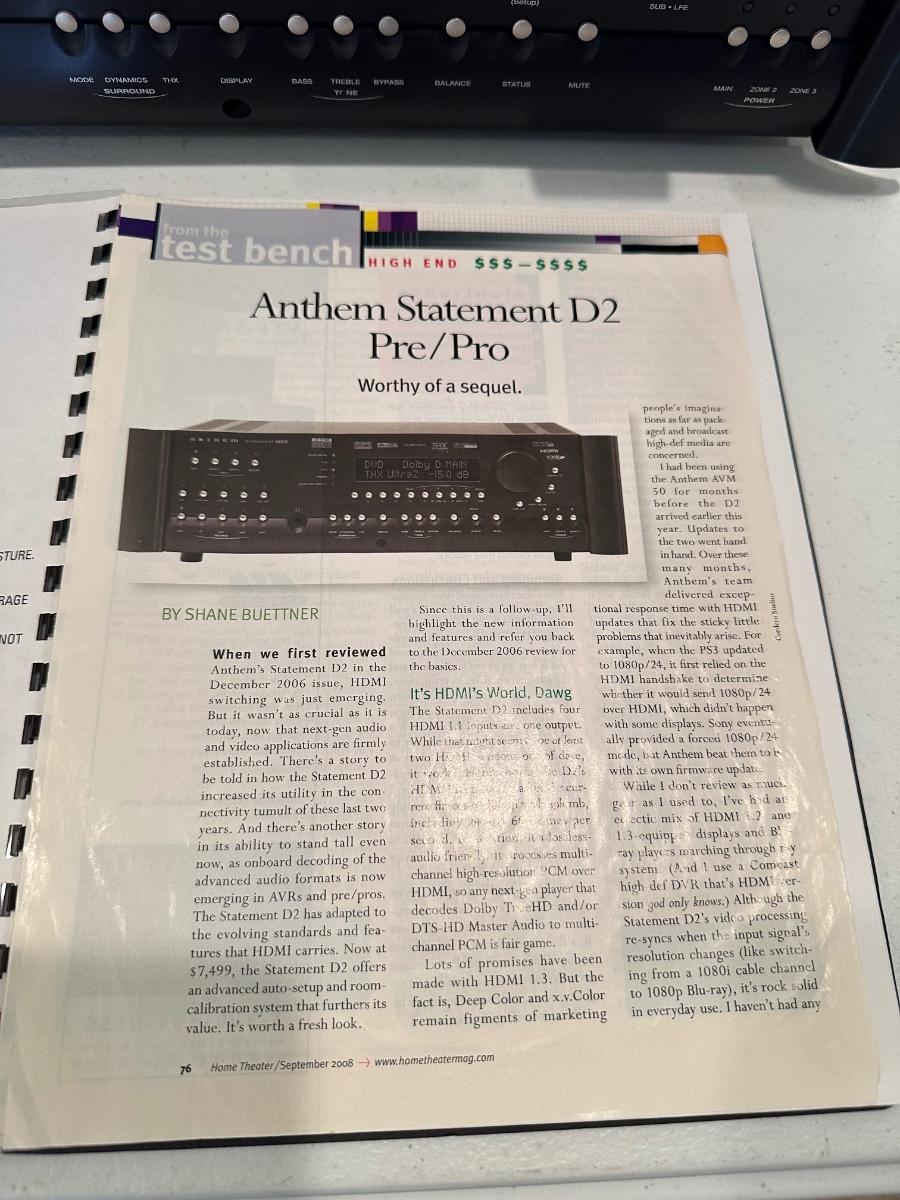 (Setup)
SUB • LFE
MODE DYNAMICS THX DISPLAY BASS TREBLE BYPASS BALANCE STATUS MUTE MAIN ZONE 2 ZONE 3
SURROUND POWER
STURE.
RAGE
NOT
from the
test bench
HIGH END $$$–$$$$
Anthem Statement D2
Pre/Pro
Worthy of a sequel.
DVD Dolby D MAIN
THX Ultra2 -15.0 dB
BY SHANE BUETTNER
When we first reviewed
Anthem's Statement D2 in the
December 2006 issue, HDMI
switching was just emerging.
But it wasn't as crucial as it is
today, now that next-gen audio
and video applications are firmly
established. There's a story to
be told in how the Statement D2
increased its utility in the con-
nectivity tumult of these last two
years. And there's another story
in its ability to stand tall even
now, as onboard decoding of the
advanced audio formats is now
emerging in AVRs and pre/pros.
The Statement D2 has adapted to
the evolving standards and fea-
tures that HDMI carries. Now at
$7,499, the Statement D2 offers
an advanced auto-setup and room-
calibration system that furthers its
value. It's worth a fresh look.
Since this is a follow-up, I'll
highlight the new information
and features and refer you back
to the December 2006 review for
the basics.
It's HDMI's World, Dawg
The Statement D2 includes four
HDMI 1.1 inputs and one output.
While that might seem to be at least
two of date,
it D2's
cur-
per
second. lossless-
audio friendly; it processes multi-
channel high-resolution PCM over
HDMI, so any next-gen player that
decodes Dolby TrueHD and/or
DTS-HD Master Audio to multi-
channel PCM is fair game.
Lots of promises have been
made with HDMI 1.3. But the
fact is, Deep Color and x.v.Color
remain figments of marketing
people's imagina-
tions as far as pack-
aged and broadcast
high-def media are
concerned.
I had been using
the Anthem AVM
50 for months
before the D2
arrived earlier this
year. Updates to
the two went hand
in hand. Over these
many months,
Anthem's team
delivered excep-
tional response time with HDMI
updates that fix the sticky little
problems that inevitably arise. For
example, when the PS3 updated
to 1080p/24, it first relied on the
HDMI handshake to determine
whether it would send 1080p/24
over HDMI, which didn't happen
with some displays. Sony eventu-
ally provided a forced 1080p/24
mode, but Anthem beat them to it
with its own firmware update.
While I don't review as much
gear as I used to, I've had an
eclectic mix of HDMI 1.2 and
1.3-equipped displays and Blu-
ray players marching through my
system. (And I use a Comcast
high def DVR that's HDMI ver-
sion god only knows.) Although the
Statement D2's video processing
re-syncs when the input signal's
resolution changes (like switch-
ing from a 1080i cable channel
to 1080p Blu-ray), it's rock solid
in everyday use. I haven't had any
Cordero Studios
76 Home Theater/September 2008 → www.hometheatermag.com